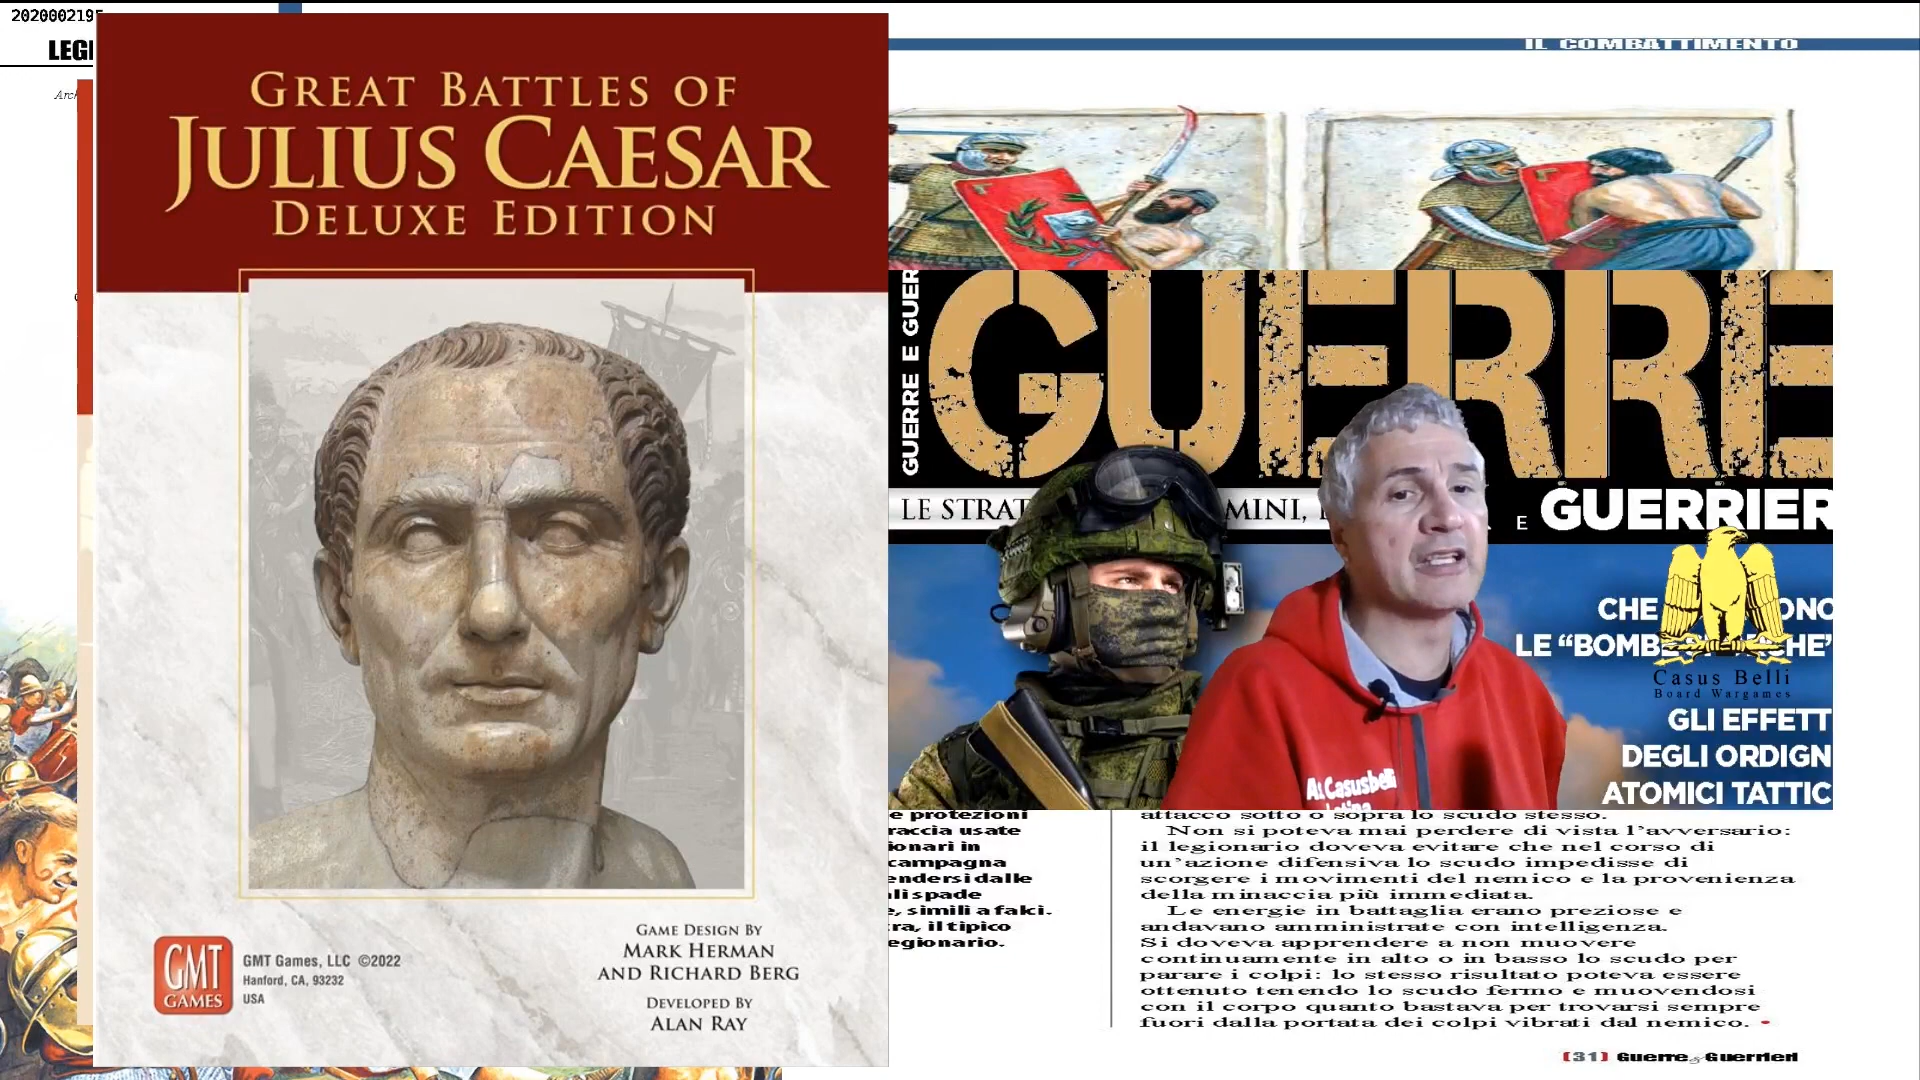 LEGI
GREAT BATTLES OF
JULIUS CAESAR
DELUXE EDITION
GMT
GAMES
GMT Games, LLC ©2022
Hanford, CA, 93232
USA
GAME DESIGN BY
MARK HERMAN
AND RICHARD BERG
DEVELOPED BY
ALAN RAY
IL COMBATTIMENTO
GUERRE E GUER
GUERRE
LE STRAT
MINI,
E GUERRIER
CHE
ONO
LE “BOMB
CHE”
Casus Belli
Board Wargames
GLI EFFETT
DEGLI ORDIGN
ATOMICI TATTIC
A. Casusbelli
Latina
e protezioni
raccia usate
ionari in
campagna
endersi dalle
li spade
e, simili a falci.
ra, il tipico
egionario.
attacco sotto o sopra lo scudo stesso.
Non si poteva mai perdere di vista l’avversario:
il legionario doveva evitare che nel corso di
un’azione difensiva lo scudo impedisse di
scorgere i movimenti del nemico e la provenienza
della minaccia più immediata.
Le energie in battaglia erano preziose e
andavano amministrate con intelligenza.
Si doveva apprendere a non muovere
continuamente in alto o in basso lo scudo per
parare i colpi: lo stesso risultato poteva essere
ottenuto tenendo lo scudo fermo e muovendosi
con il corpo quanto bastava per trovarsi sempre
fuori dalla portata dei colpi vibrati dal nemico.
(31) Guerre & Guerrieri